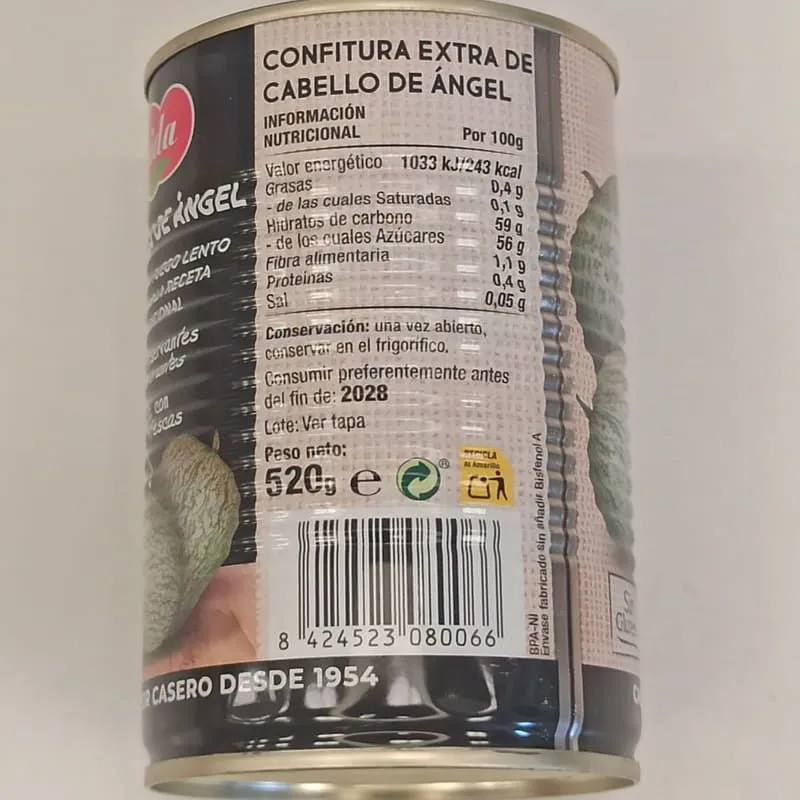 CONFITURA EXTRA DE
CABELLO DE ÁNGEL
INFORMACIÓN
NUTRICIONAL Por 100g
Valor energético 1033 kJ/243 kcal
Grasas 0,4 g
- de las cuales Saturadas 0,1 g
Hidratos de carbono 59 g
- de los cuales Azúcares 56 g
Fibra alimentaria 1,1 g
Proteínas 0,4 g
Sal 0,05 g
Conservación: una vez abierto,
conservar en el frigorífico.
Consumir preferentemente antes
del fin de: 2028
Lote: Ver tapa
Peso neto:
520g e
RECICLA
Al Amarillo
8 424523 080066
BPA-NI
Envase fabricado sin añadir Bisfenol A
DE ÁNGEL
LENTO
RECETA
con
CASERO DESDE 1954